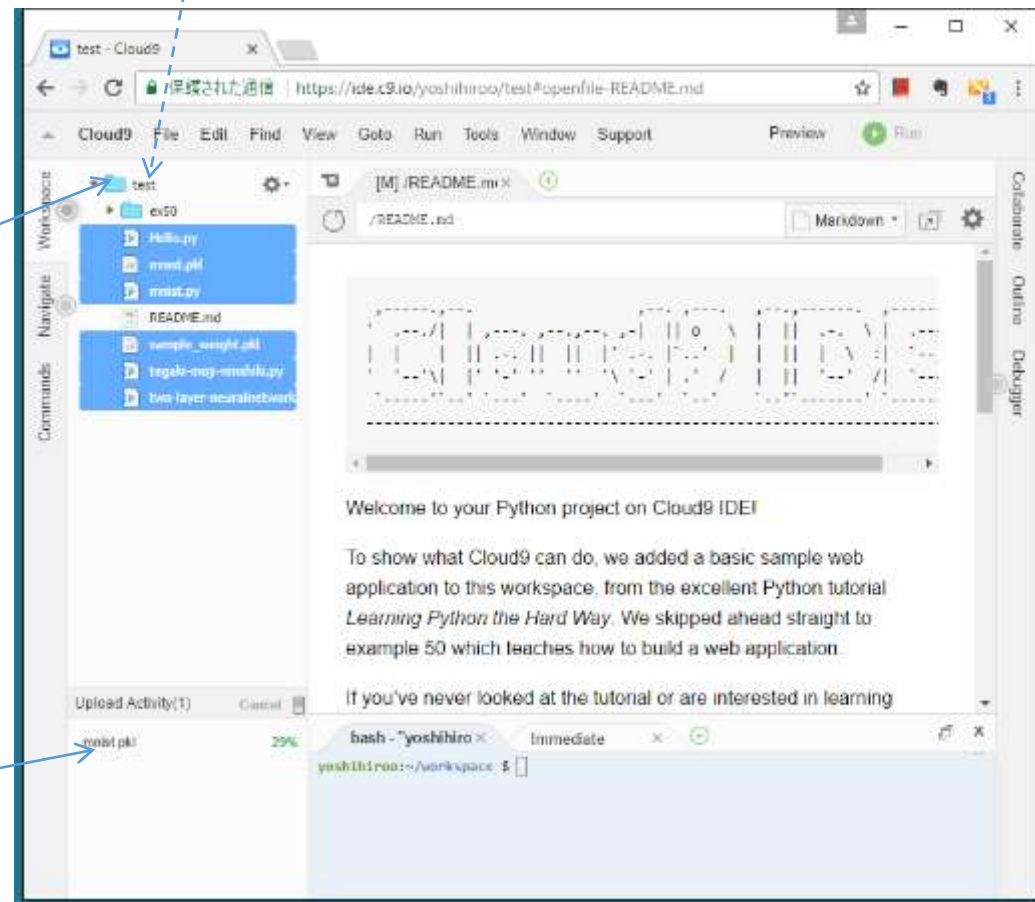 test - Cloud9
保護された通信 https://ide.c9.io/yoshihiroo/test#openfile-README.md
Cloud9 File Edit Find View Goto Run Tools Window Support Preview Run
Workspace
Navigate
Commands
test
ex50
Hello.py
mnist.pkl
mnist.py
README.md
sample_weight.pkl
tegaki-moji-ninshiki.py
two-layer-neuralnetwork
[M] /README.m
/README.md
Markdown
Collaborate
Outline
Debugger
Welcome to your Python project on Cloud9 IDE!
To show what Cloud9 can do, we added a basic sample web
application to this workspace, from the excellent Python tutorial
Learning Python the Hard Way. We skipped ahead straight to
example 50 which teaches how to build a web application.
If you've never looked at the tutorial or are interested in learning
Upload Activity(1) Cancel
mnist.pkl 29%
bash - "yoshihiro Immediate
yoshihiroo:~/workspace $